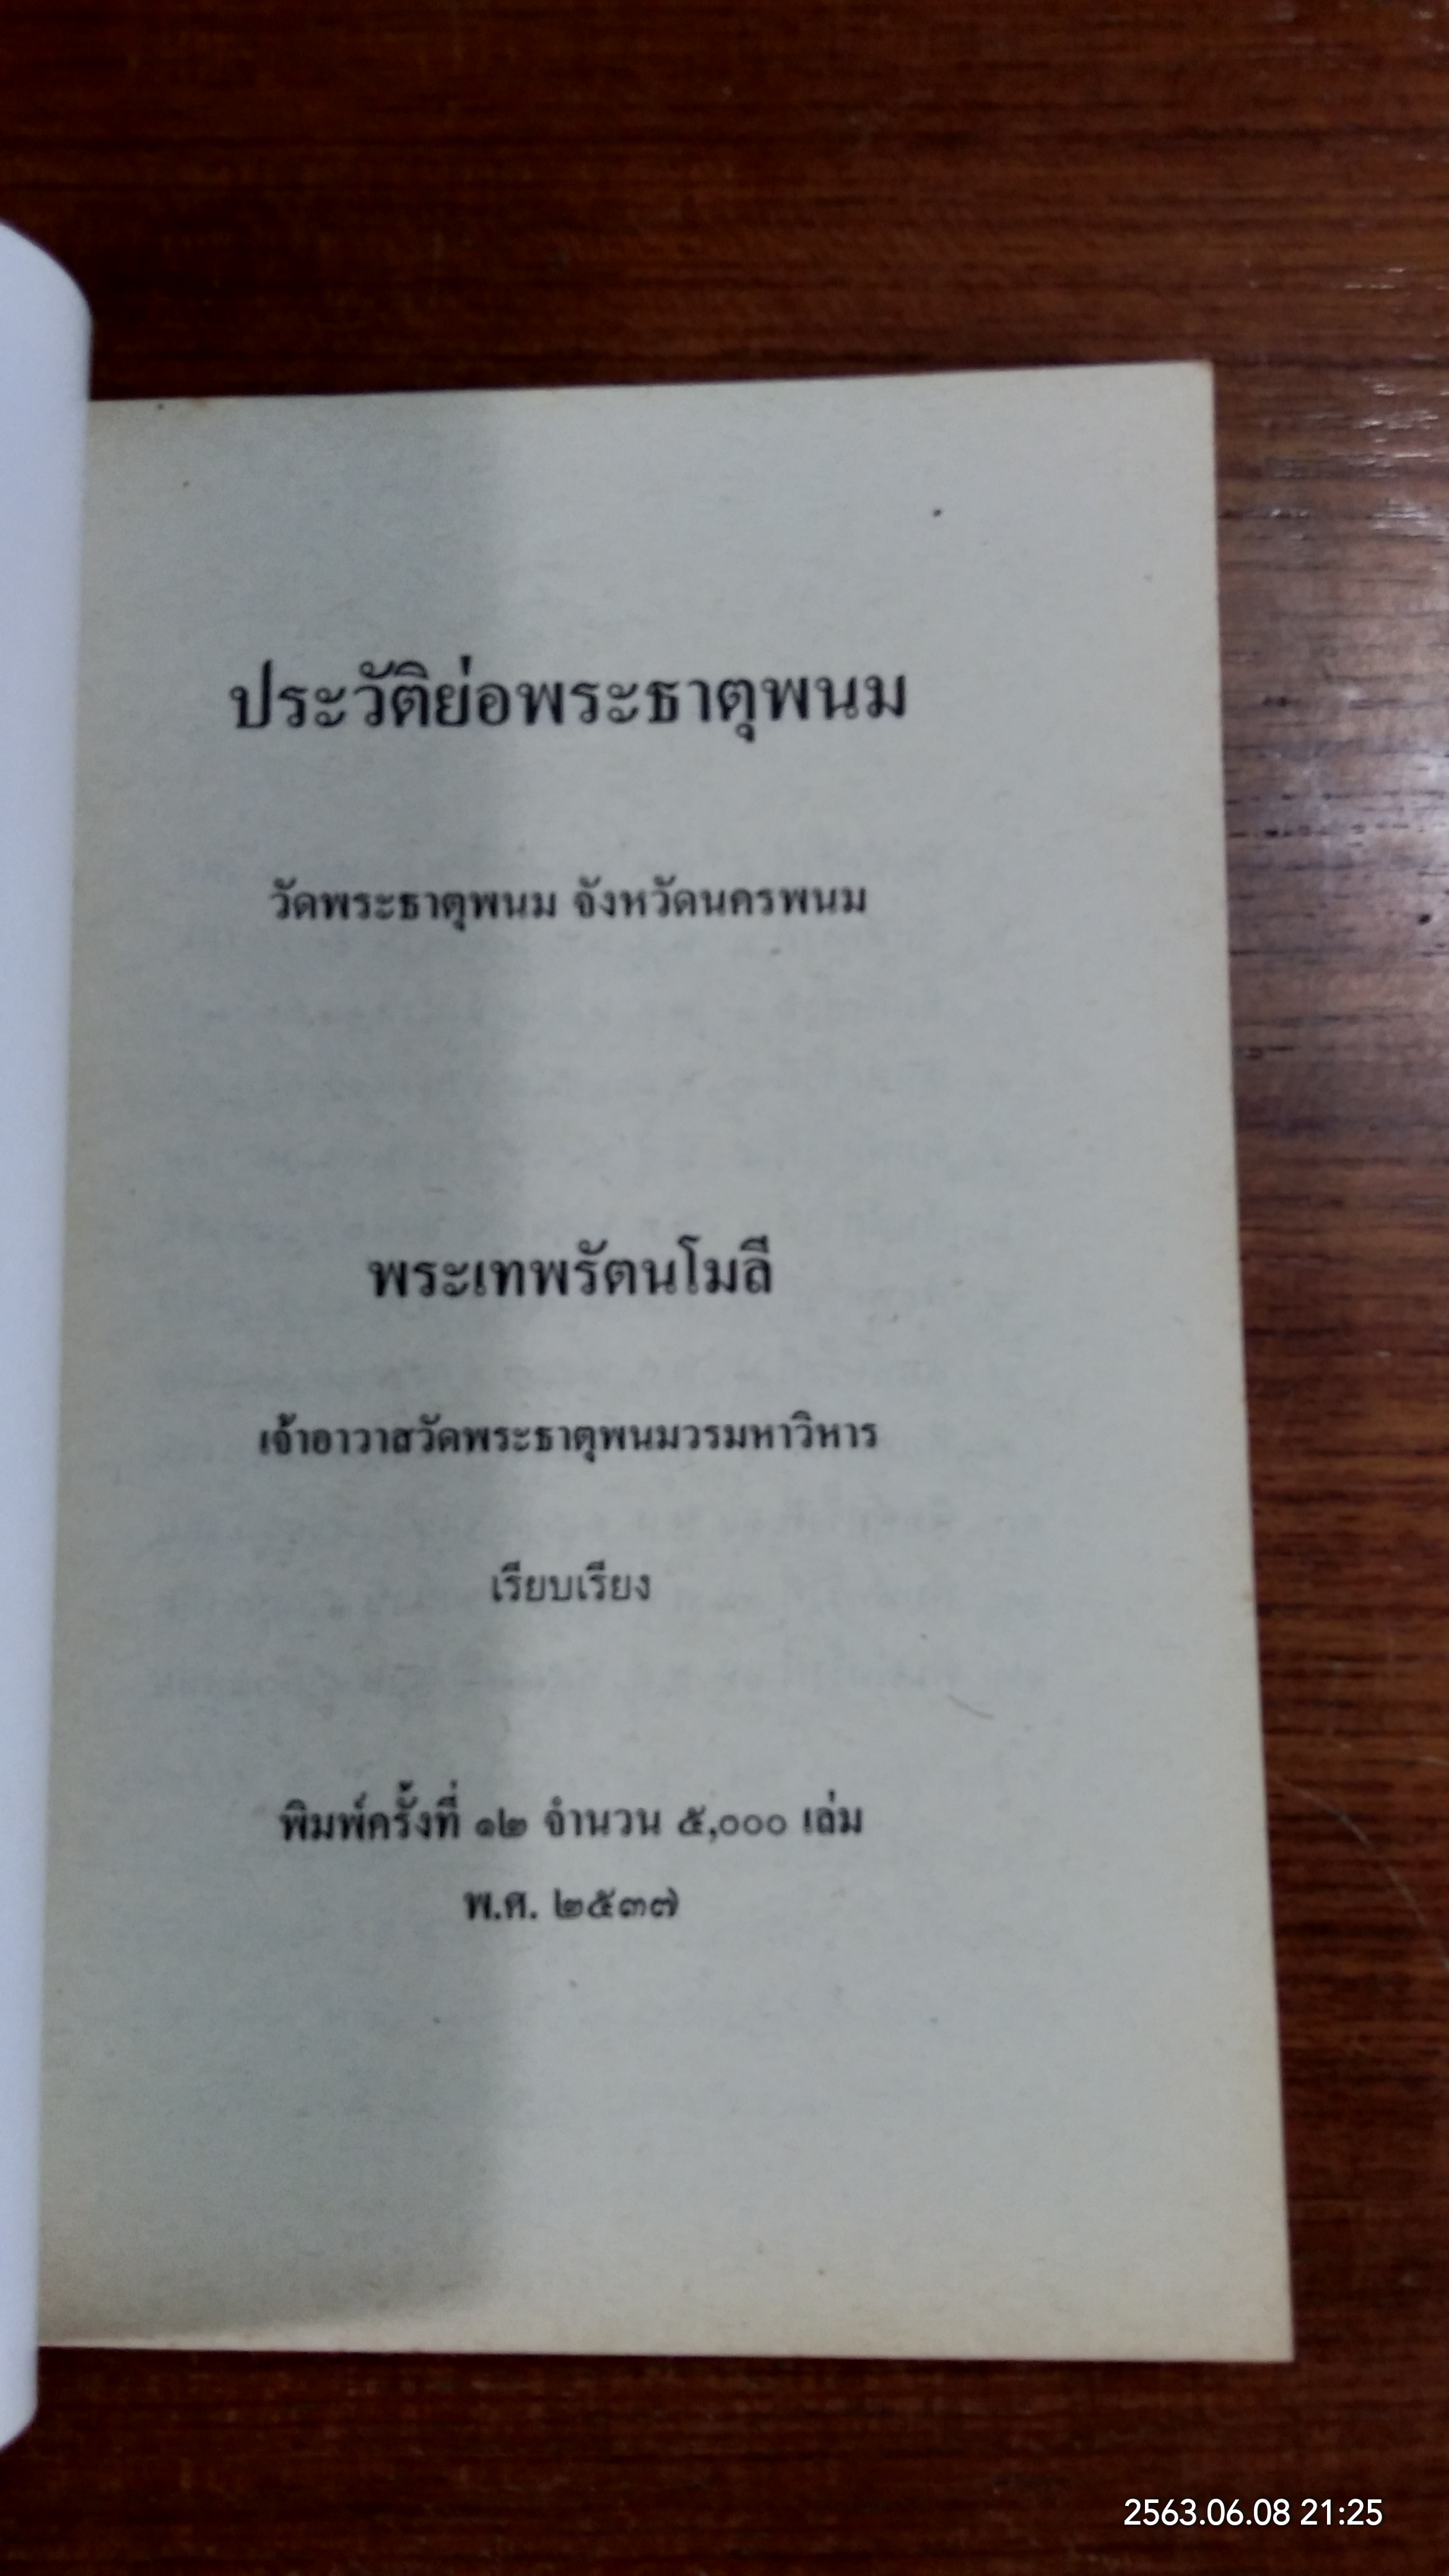 ประวัติย่อพระธาตุพนม
วัดพระธาตุพนม จังหวัดนครพนม
พระเทพรัตนโมลี
เจ้าอาวาสวัดพระธาตุพนมวรมหาวิหาร
เรียบเรียง
พิมพ์ครั้งที่ ๑๒ จำนวน ๕,๐๐๐ เล่ม
พ.ศ. ๒๕๓๗
2563.06.08 21:25